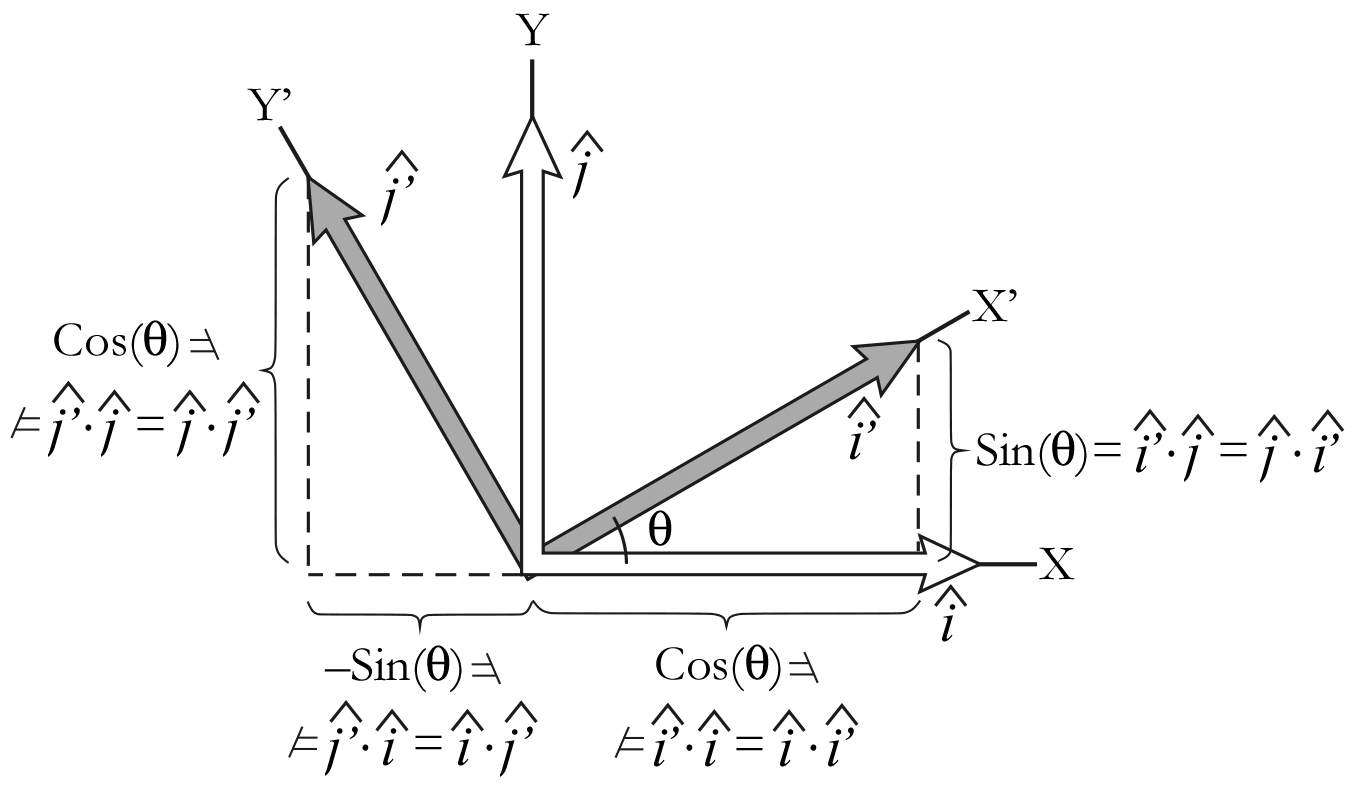 Y
Y’
ĵ’
ĵ
X’
Cos(θ) =
= ĵ’·ĵ = ĵ·ĵ’
î’
Sin(θ) = î’·ĵ = ĵ·î’
θ
X
î
–Sin(θ) =
= ĵ’·î = î·ĵ’
Cos(θ) =
= î’·î = î·î’